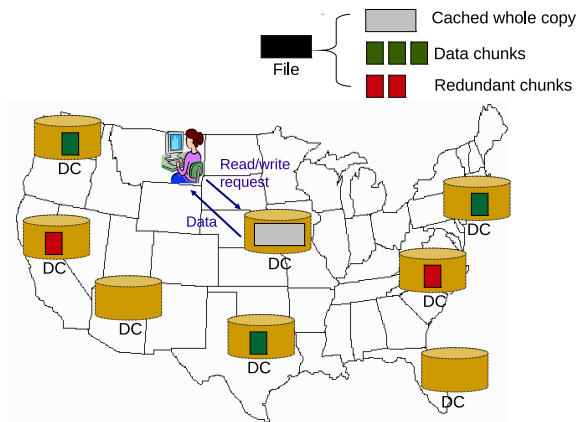 Cached whole copy
File
Data chunks
Redundant chunks
DC
Read/write
request
Data
DC
DC
DC
DC
DC
DC
DC